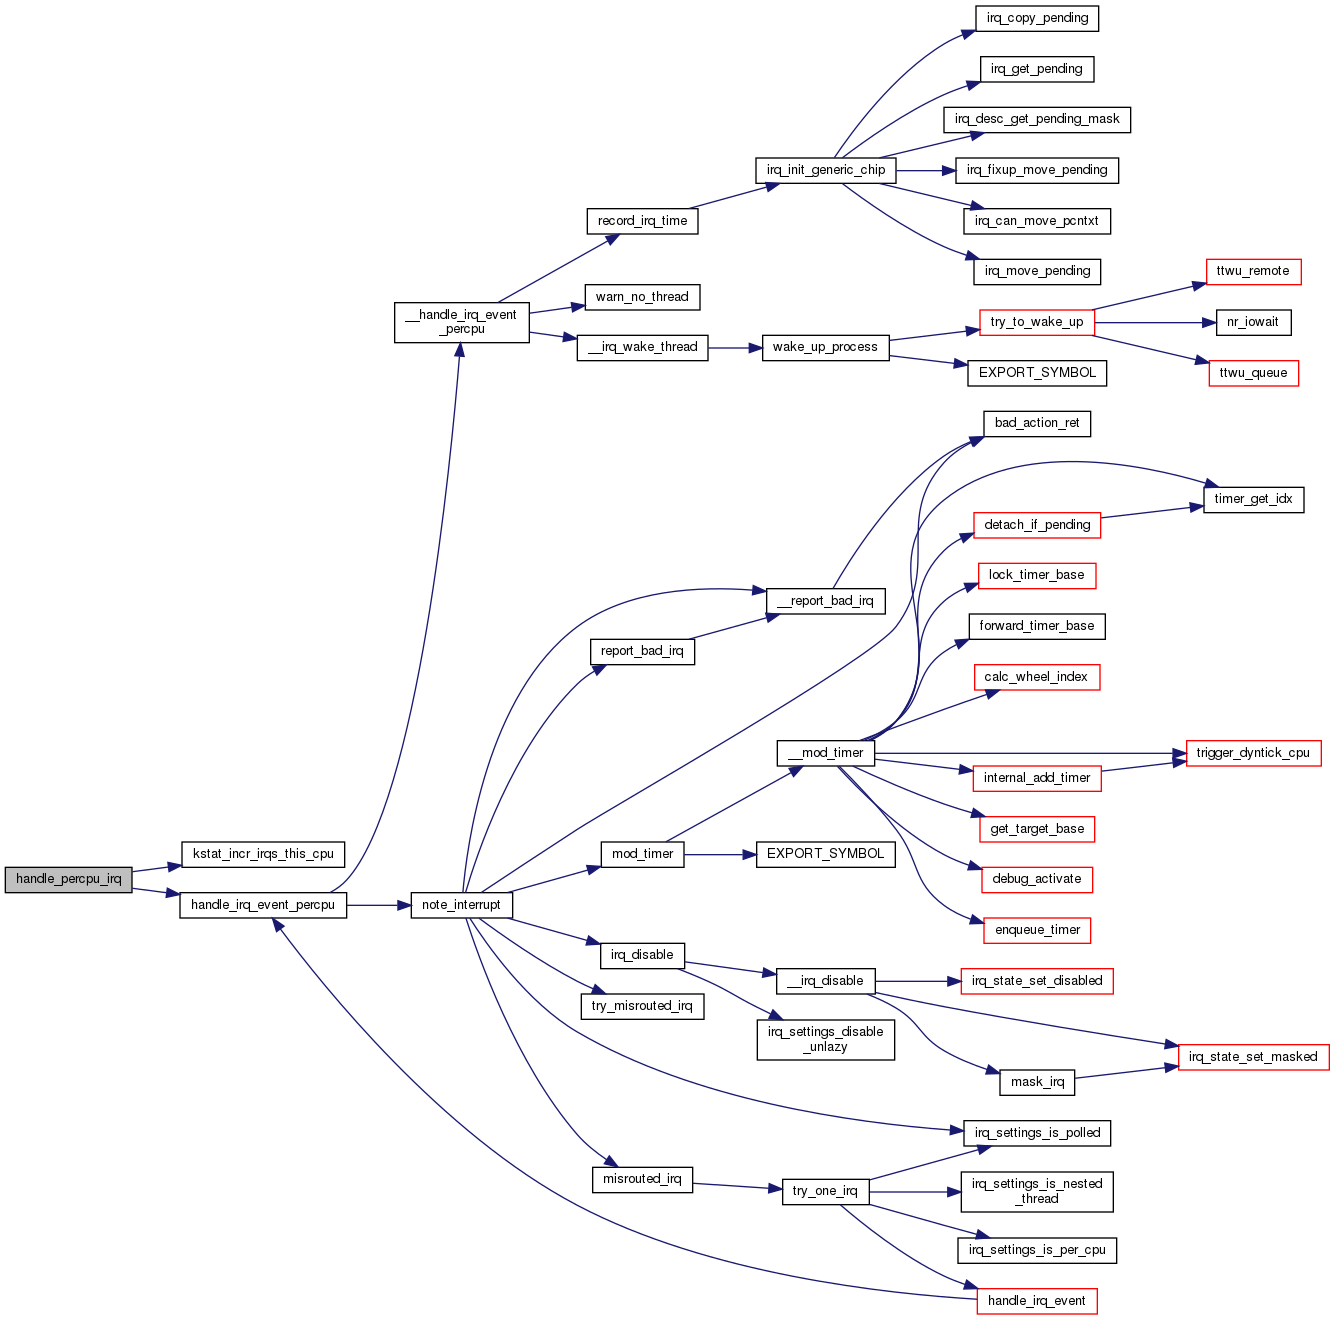 irq_copy_pending
irq_get_pending
irq_desc_get_pending_mask
irq_init_generic_chip
irq_fixup_move_pending
record_irq_time
irq_can_move_pcntxt
irq_move_pending
ttwu_remote
warn_no_thread
__handle_irq_event
_percpu
try_to_wake_up
nr_iowait
__irq_wake_thread
wake_up_process
EXPORT_SYMBOL
ttwu_queue
bad_action_ret
timer_get_idx
detach_if_pending
lock_timer_base
__report_bad_irq
forward_timer_base
report_bad_irq
calc_wheel_index
__mod_timer
trigger_dyntick_cpu
internal_add_timer
get_target_base
kstat_incr_irqs_this_cpu
mod_timer
EXPORT_SYMBOL
handle_percpu_irq
debug_activate
handle_irq_event_percpu
note_interrupt
enqueue_timer
irq_disable
__irq_disable
irq_state_set_disabled
try_misrouted_irq
irq_settings_disable
_unlazy
irq_state_set_masked
mask_irq
irq_settings_is_polled
misrouted_irq
try_one_irq
irq_settings_is_nested
_thread
irq_settings_is_per_cpu
handle_irq_event